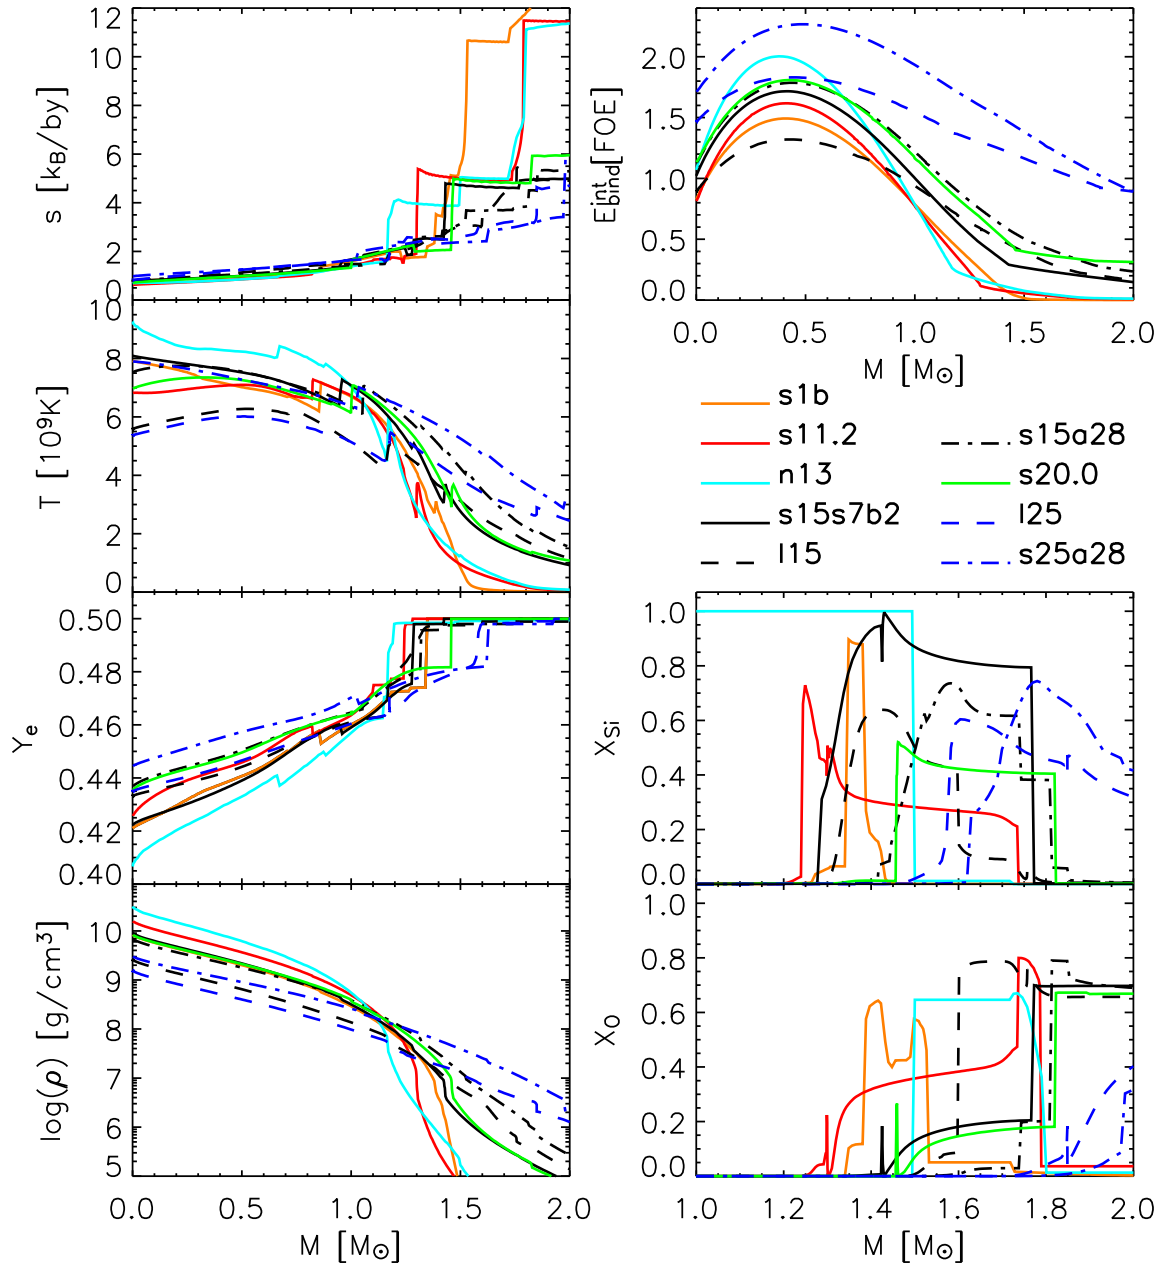 s [k_B/by]
12
10
8
6
4
2
0
T [10^9K]
10
8
6
4
2
0
Y_e
0.50
0.48
0.46
0.44
0.42
0.40
log(ρ) [g/cm^3]
10
9
8
7
6
5
0.0 0.5 1.0 1.5 2.0
M [M_⊙]
E_bind^int [FOE]
2.0
1.5
1.0
0.5
0.0
0.0 0.5 1.0 1.5 2.0
M [M_⊙]
s1b
s11.2
n13
s15s7b2
l15
s15a28
s20.0
l25
s25a28
X_Si
1.0
0.8
0.6
0.4
0.2
0.0
X_O
1.0
0.8
0.6
0.4
0.2
0.0
1.0 1.2 1.4 1.6 1.8 2.0
M [M_⊙]